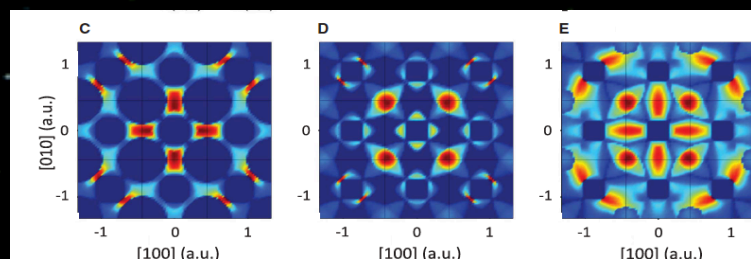 C D E
1 1 1
[010] (a.u.)
0 0 0
-1 -1 -1
-1 0 1 -1 0 1 -1 0 1
[100] (a.u.) [100] (a.u.) [100] (a.u.)